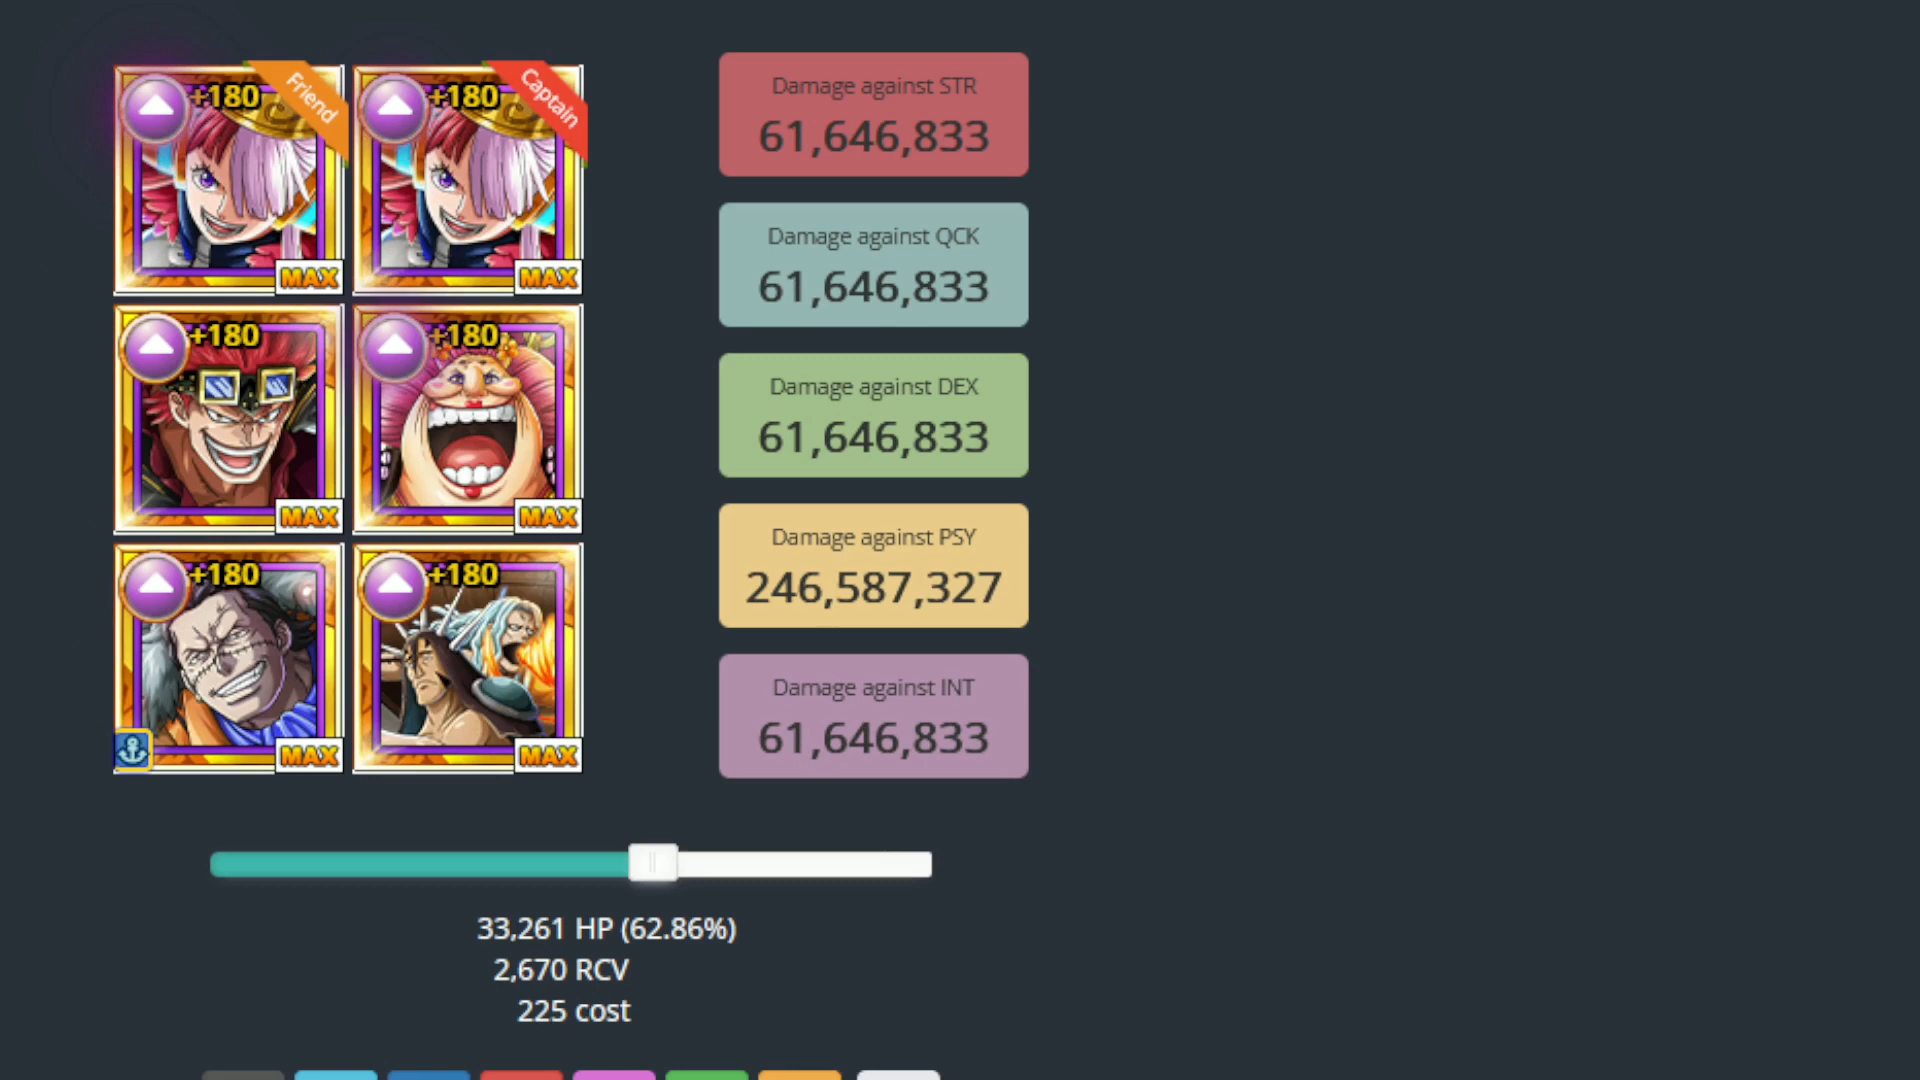 +180
Friend
MAX
+180
Captain
MAX
+180
MAX
+180
MAX
+180
MAX
+180
MAX
Damage against STR
61,646,833
Damage against QCK
61,646,833
Damage against DEX
61,646,833
Damage against PSY
246,587,327
Damage against INT
61,646,833
33,261 HP (62.86%)
2,670 RCV
225 cost